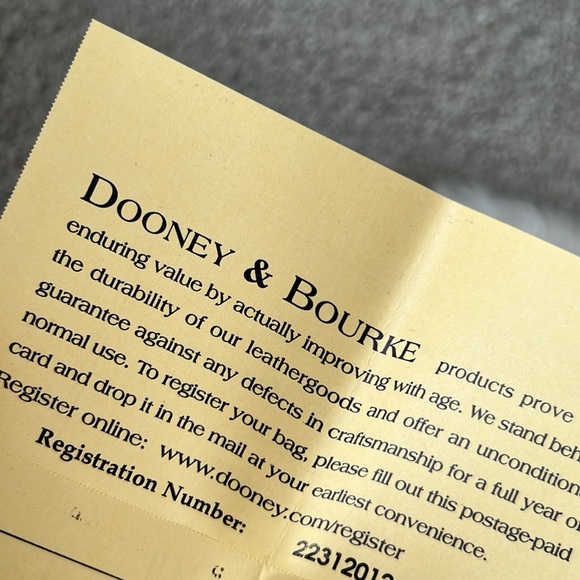 DOONEY & BOURKE products prove
enduring value by actually improving with age. We stand
the durability of our leathergoods and offer an
guarantee against any defects in craftsmanship for a full year
normal use. To register your bag, please fill out this postage-paid
card and drop it in the mail at your earliest convenience.
Register online: www.dooney.com/register
Registration Number: 2231201